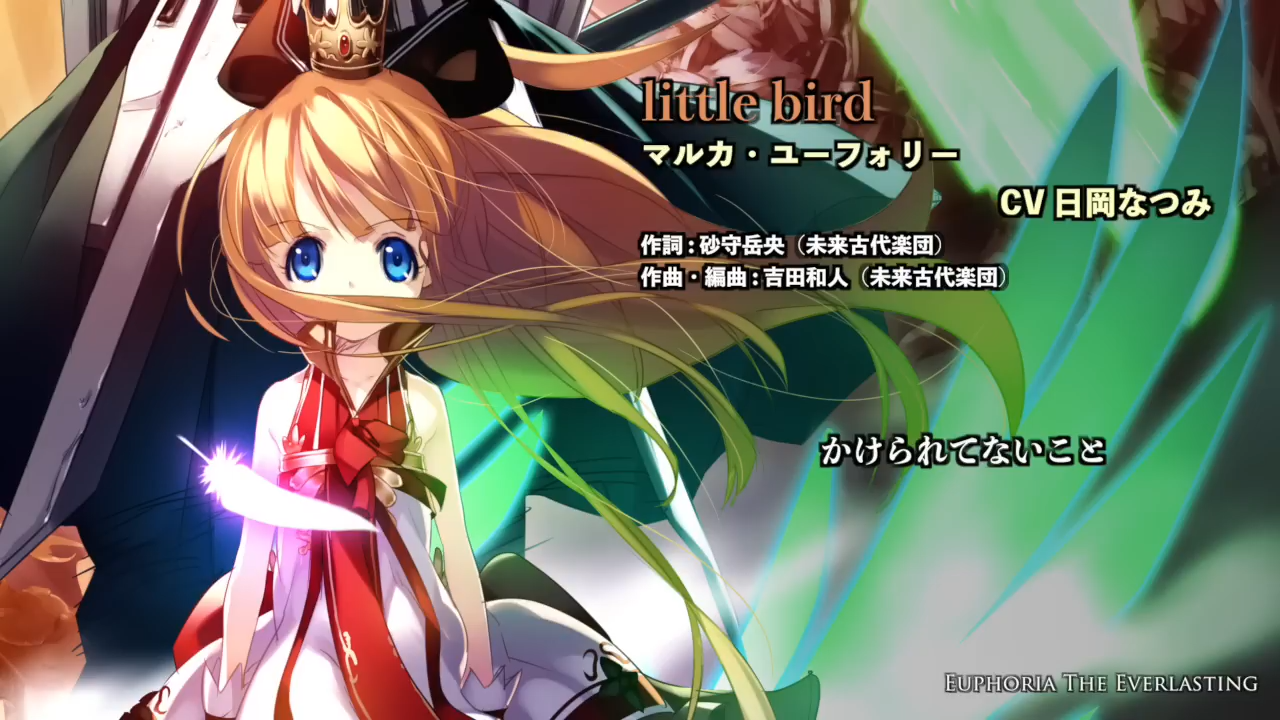 little bird
マルカ・ユーフォリー
CV 日岡なつみ
作詞：砂守岳央（未来古代楽団）
作曲・編曲：吉田和人（未来古代楽団）
かけられてないこと
EUPHORIA THE EVERLASTING